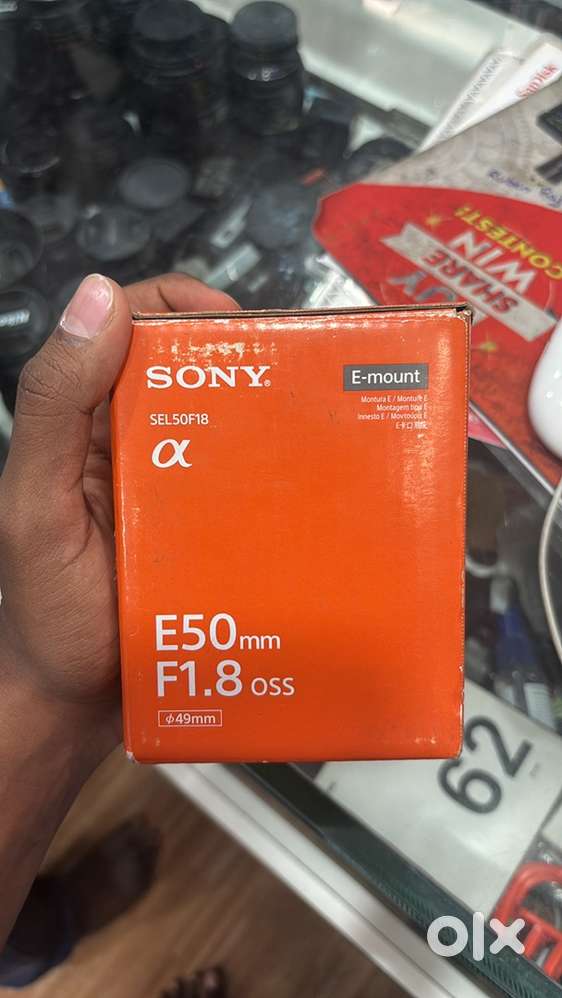 SanDisk
CONTEST!
WIN
SHARE
SONY
E-mount
Montura E / Monture E
Montagem tipo E
Innesto E / Μοντούρα E
SEL50F18
α
E50mm
F1.8 OSS
ϕ49mm
62
olx